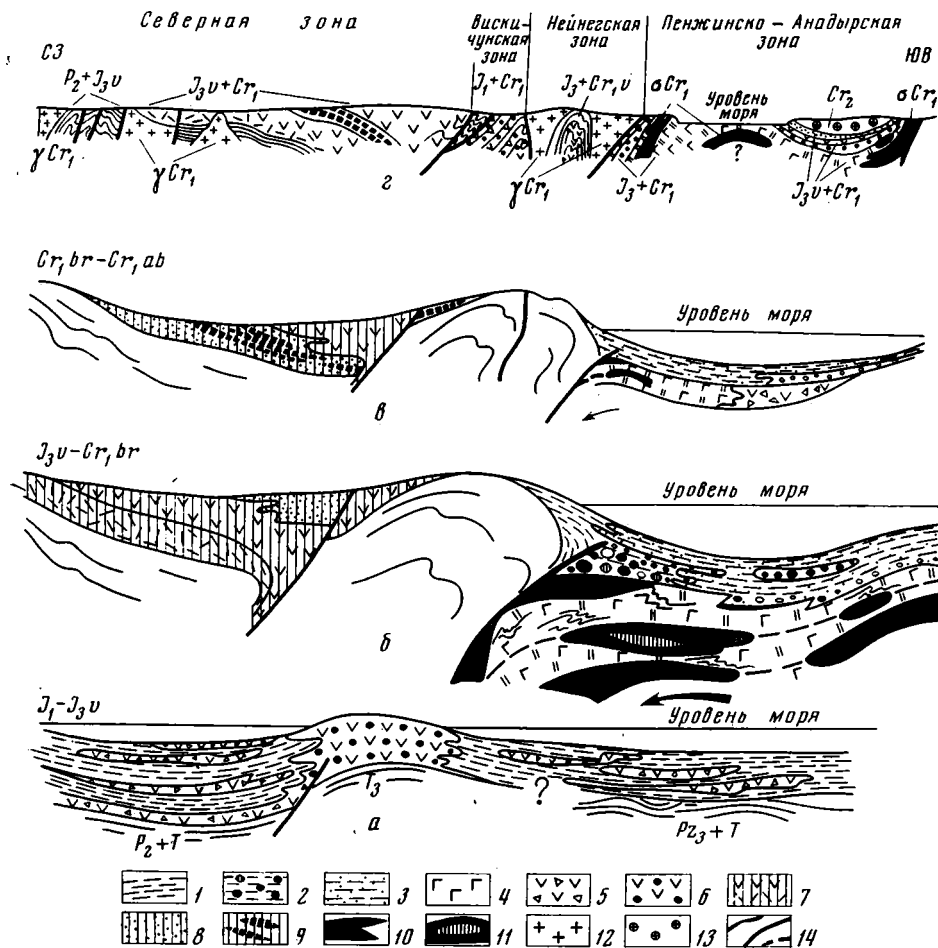 Северная зона
Виски-
чунская
зона
Нейнегская
зона
Пенжинско – Анадырская
зона
СЗ
ЮВ
P₂+J₃v
J₃v+Cr₁
J₁+Cr₁
J₃+Cr₁v
σCr₁
Уровень
моря
Cr₂
σCr₁
γCr₁
γCr₁
г
γCr₁
J₃+Cr₁
?
J₃v+Cr₁
Cr₁br–Cr₁ab
Уровень моря
в
J₃v–Cr₁br
Уровень моря
б
J₁–J₃v
Уровень моря
T₃
?
P₂+T
а
PZ₃+T
1 2 3 4 5 6 7
8 9 10 11 12 13 14